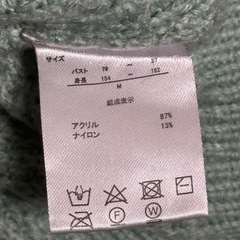 サイズ
バスト 79 ～ 87
身長 154 ～ 162
M
組成表示
アクリル 87%
ナイロン 13%
F W